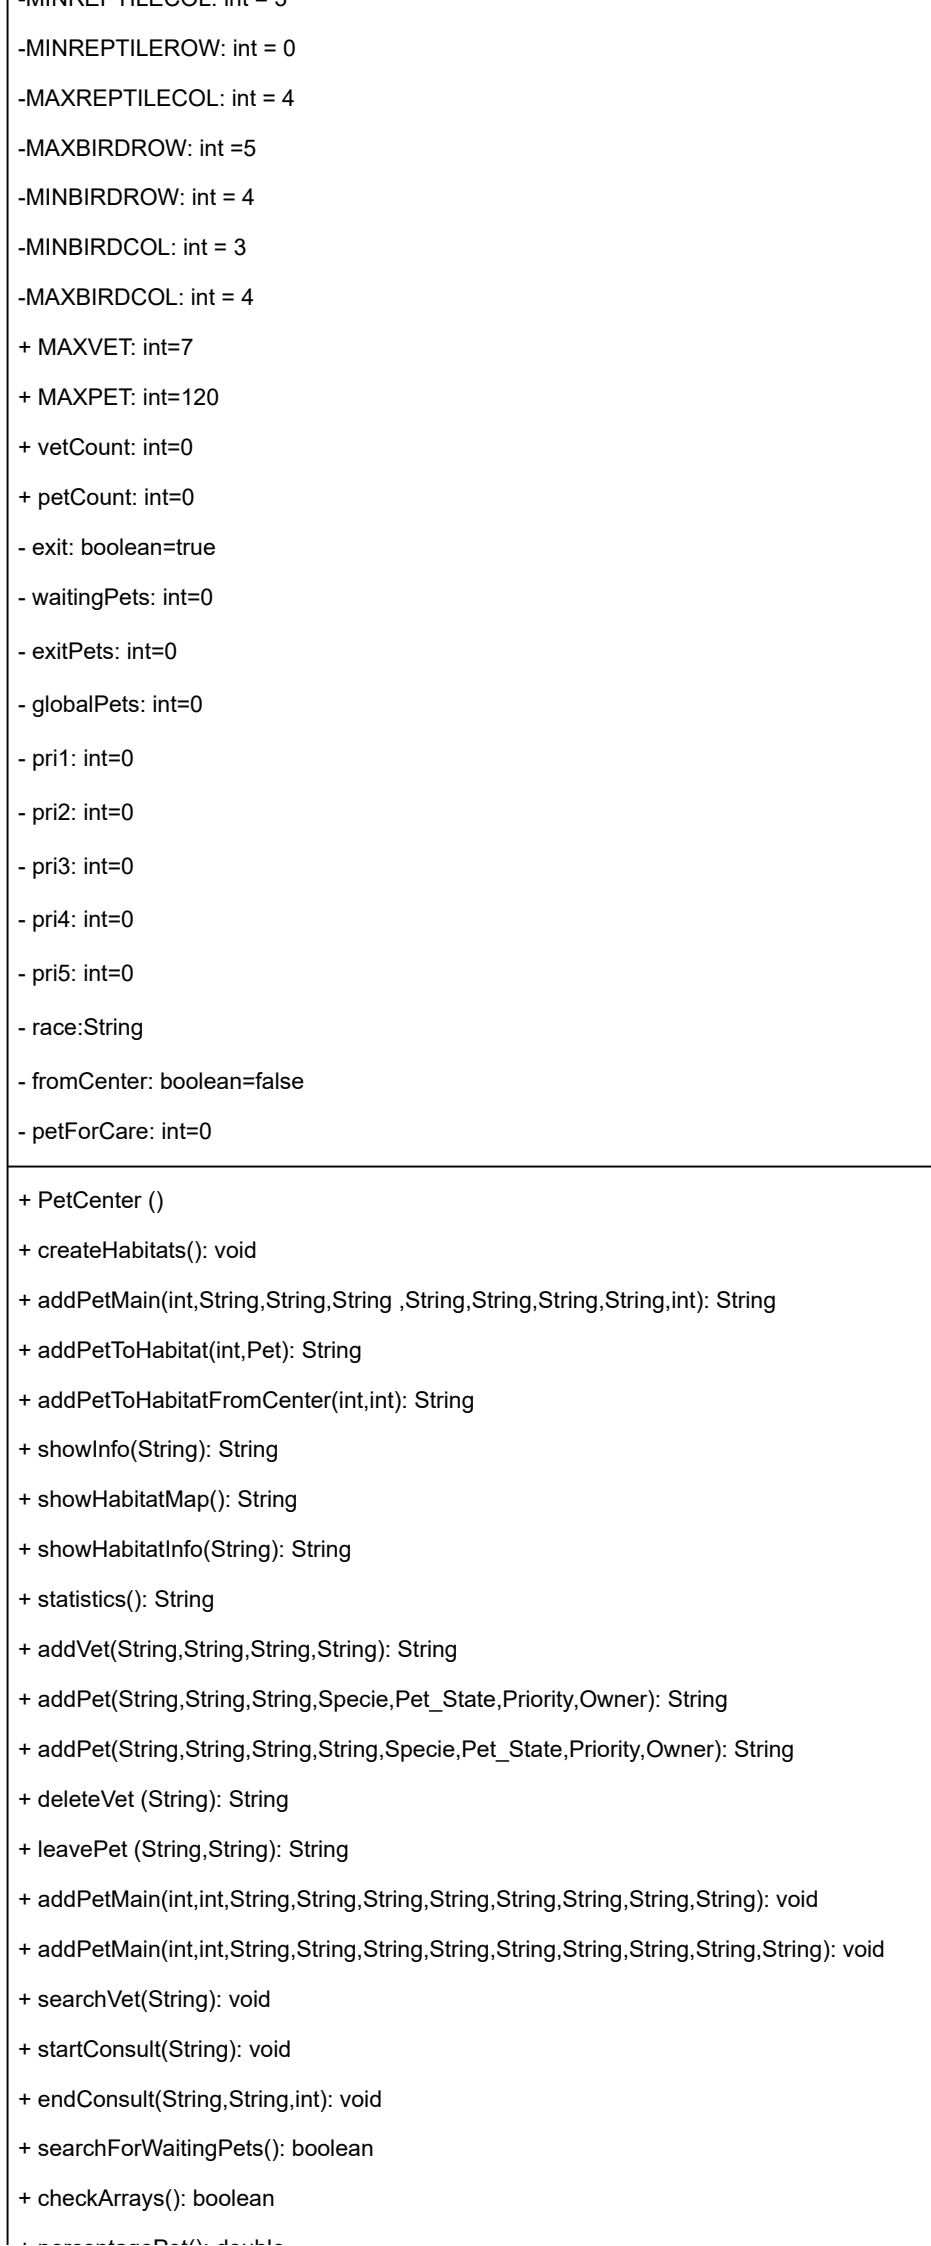 -MINREPTILECOL: int = 3
-MINREPTILEROW: int = 0
-MAXREPTILECOL: int = 4
-MAXBIRDROW: int =5
-MINBIRDROW: int = 4
-MINBIRDCOL: int = 3
-MAXBIRDCOL: int = 4
+ MAXVET: int=7
+ MAXPET: int=120
+ vetCount: int=0
+ petCount: int=0
- exit: boolean=true
- waitingPets: int=0
- exitPets: int=0
- globalPets: int=0
- pri1: int=0
- pri2: int=0
- pri3: int=0
- pri4: int=0
- pri5: int=0
- race:String
- fromCenter: boolean=false
- petForCare: int=0
+ PetCenter ()
+ createHabitats(): void
+ addPetMain(int,String,String,String ,String,String,String,String,int): String
+ addPetToHabitat(int,Pet): String
+ addPetToHabitatFromCenter(int,int): String
+ showInfo(String): String
+ showHabitatMap(): String
+ showHabitatInfo(String): String
+ statistics(): String
+ addVet(String,String,String,String): String
+ addPet(String,String,String,Specie,Pet_State,Priority,Owner): String
+ addPet(String,String,String,String,Specie,Pet_State,Priority,Owner): String
+ deleteVet (String): String
+ leavePet (String,String): String
+ addPetMain(int,int,String,String,String,String,String,String,String,String): void
+ addPetMain(int,int,String,String,String,String,String,String,String,String,String): void
+ searchVet(String): void
+ startConsult(String): void
+ endConsult(String,String,int): void
+ searchForWaitingPets(): boolean
+ checkArrays(): boolean
+ percentagePet(): double